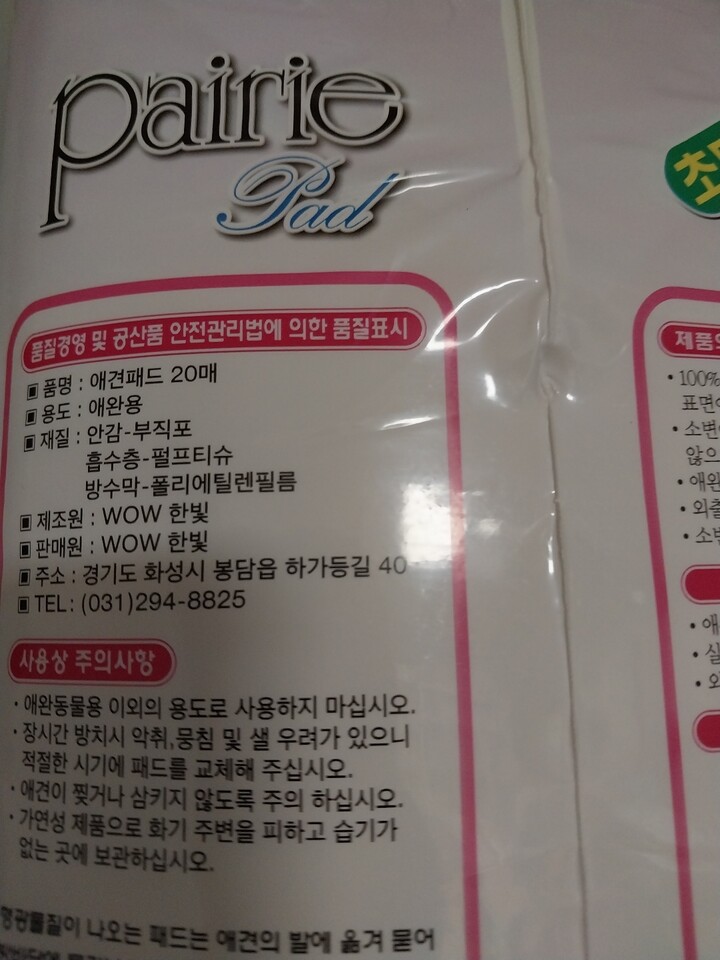 pairie
Pad
품질경영 및 공산품 안전관리법에 의한 품질표시
▣ 품명 : 애견패드 20매
▣ 용도 : 애완용
▣ 재질 : 안감-부직포
흡수층-펄프티슈
방수막-폴리에틸렌필름
▣ 제조원 : WOW 한빛
▣ 판매원 : WOW 한빛
▣ 주소 : 경기도 화성시 봉담읍 하가등길 40
▣ TEL : (031)294-8825
사용상 주의사항
· 애완동물용 이외의 용도로 사용하지 마십시오.
· 장시간 방치시 악취,뭉침 및 샐 우려가 있으니
적절한 시기에 패드를 교체해 주십시오.
· 애견이 찢거나 삼키지 않도록 주의 하십시오.
· 가연성 제품으로 화기 주변을 피하고 습기가
없는 곳에 보관하십시오.
형광물질이 나오는 패드는 애견의 발에 옮겨 묻어
제품의
• 100%
표면이
• 소변이
않으
• 애완
• 외출
• 소변
• 애
• 실